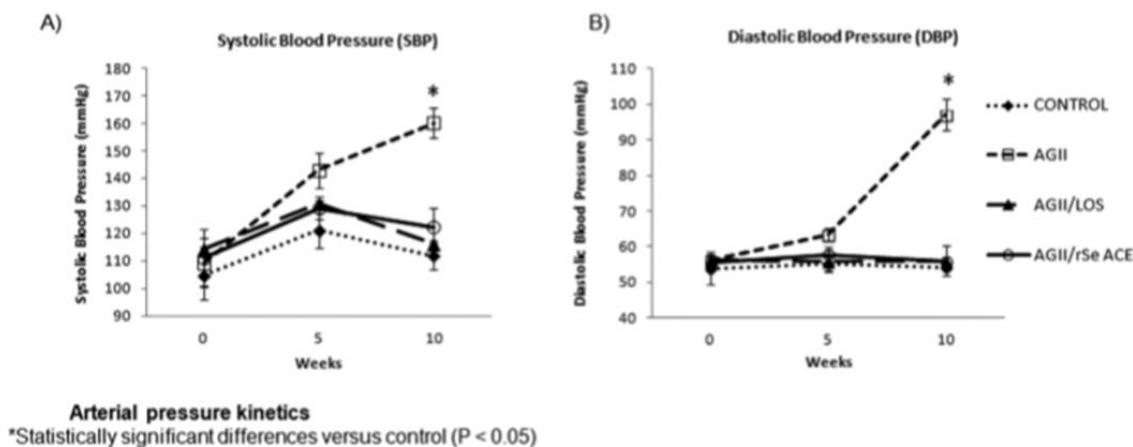 A)
Systolic Blood Pressure (SBP)
Systolic Blood Pressure (mmHg)
180
170
160
150
140
130
120
110
100
90
*
0 5 10
Weeks
B)
Diastolic Blood Pressure (DBP)
Diastolic Blood Pressure (mmHg)
110
100
90
80
70
60
50
40
*
0 5 10
Weeks
CONTROL
AGII
AGII/LOS
AGII/rSe ACE
Arterial pressure kinetics
*Statistically significant differences versus control (P < 0.05)